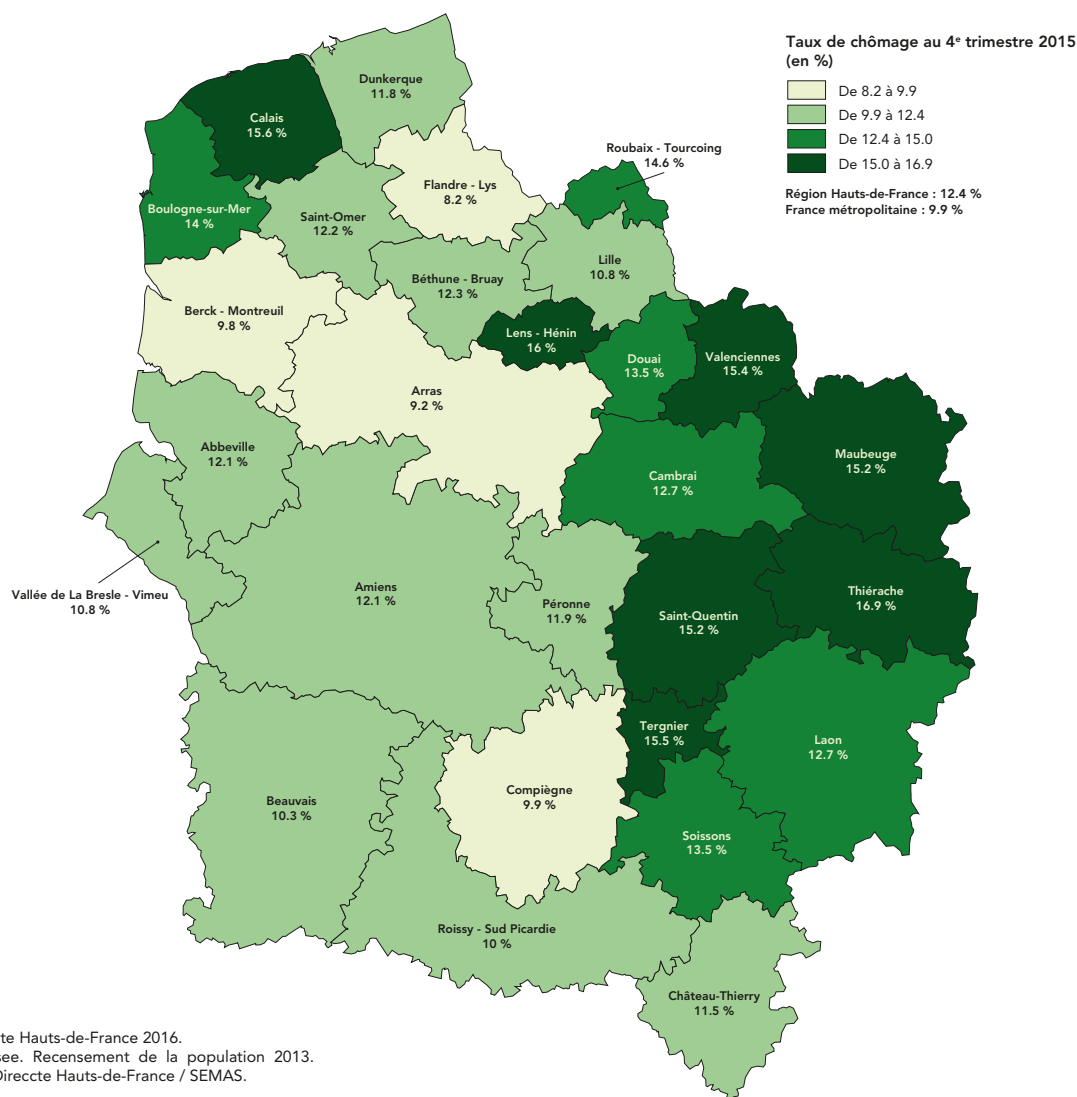 Taux de chômage au 4e trimestre 2015
(en %)
De 8.2 à 9.9
De 9.9 à 12.4
De 12.4 à 15.0
De 15.0 à 16.9
Région Hauts-de-France : 12.4 %
France métropolitaine : 9.9 %
Dunkerque
11.8 %
Calais
15.6 %
Roubaix - Tourcoing
14.6 %
Flandre - Lys
8.2 %
Boulogne-sur-Mer
14 %
Saint-Omer
12.2 %
Lille
10.8 %
Béthune - Bruay
12.3 %
Berck - Montreuil
9.8 %
Lens - Hénin
16 %
Douai
13.5 %
Valenciennes
15.4 %
Arras
9.2 %
Abbeville
12.1 %
Maubeuge
15.2 %
Cambrai
12.7 %
Vallée de La Bresle - Vimeu
10.8 %
Amiens
12.1 %
Péronne
11.9 %
Saint-Quentin
15.2 %
Thiérache
16.9 %
Tergnier
15.5 %
Laon
12.7 %
Beauvais
10.3 %
Compiègne
9.9 %
Soissons
13.5 %
Roissy - Sud Picardie
10 %
Château-Thierry
11.5 %
te Hauts-de-France 2016.
see. Recensement de la population 2013.
Direccte Hauts-de-France / SEMAS.